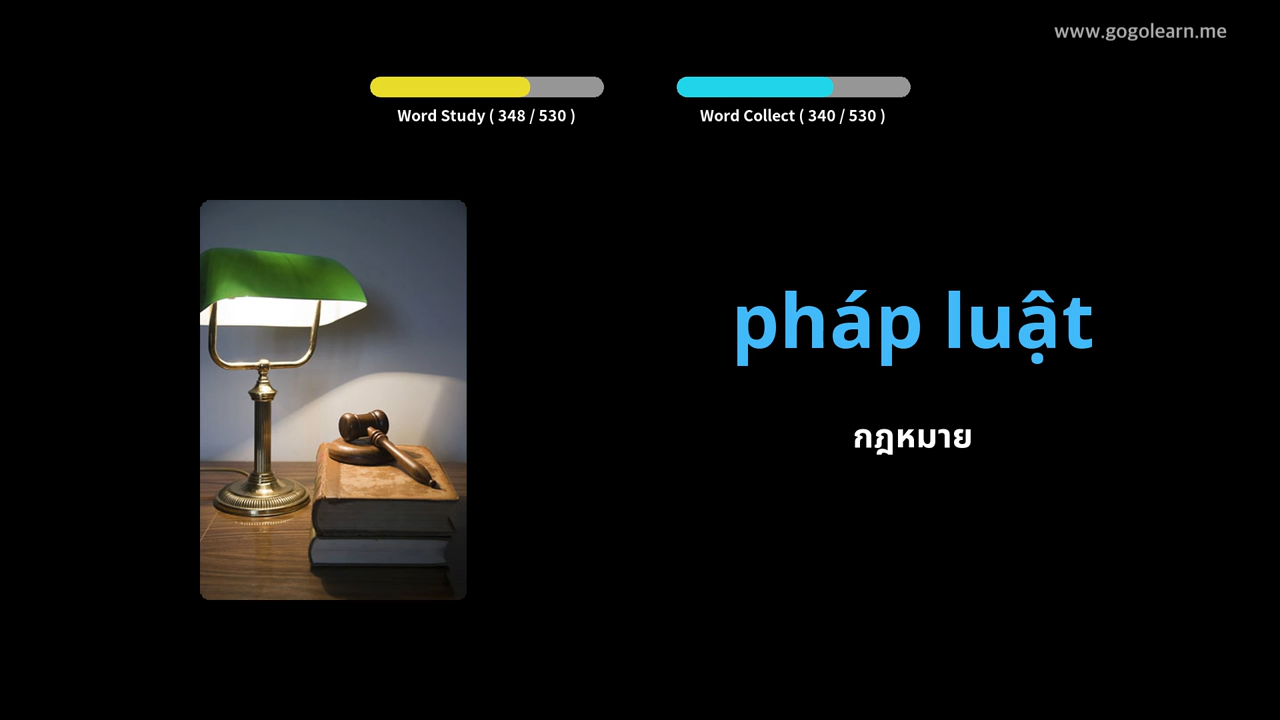 www.gogolearn.me
Word Study ( 348 / 530 )
Word Collect ( 340 / 530 )
pháp luật
กฎหมาย